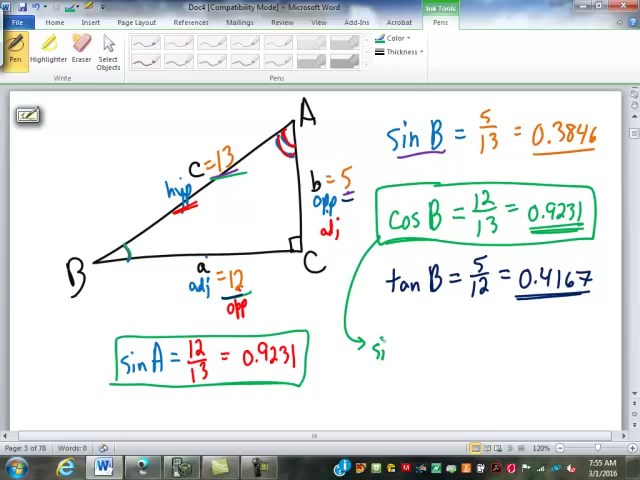 Doc4 [Compatibility Mode] - Microsoft Word
Ink Tools
File Home Insert Page Layout References Mailings Review View Add-Ins Acrobat Pens
Pen Highlighter Eraser Select Objects
Color
Thickness
Write Pens
A
c = 13
hyp
b = 5
opp
adj
B
a
adj = 12
opp
C
sin B = 5/13 = 0.3846
cos B = 12/13 = 0.9231
tan B = 5/12 = 0.4167
si
sin A = 12/13 = 0.9231
Page: 3 of 78 Words: 0 120%
7:55 AM
3/1/2016